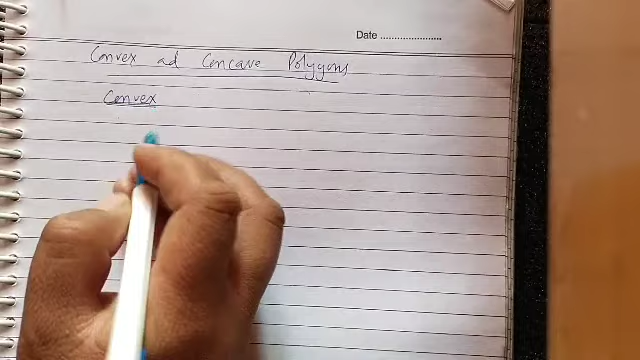 Date ......................
Convex ad Concave Polygons
Convex